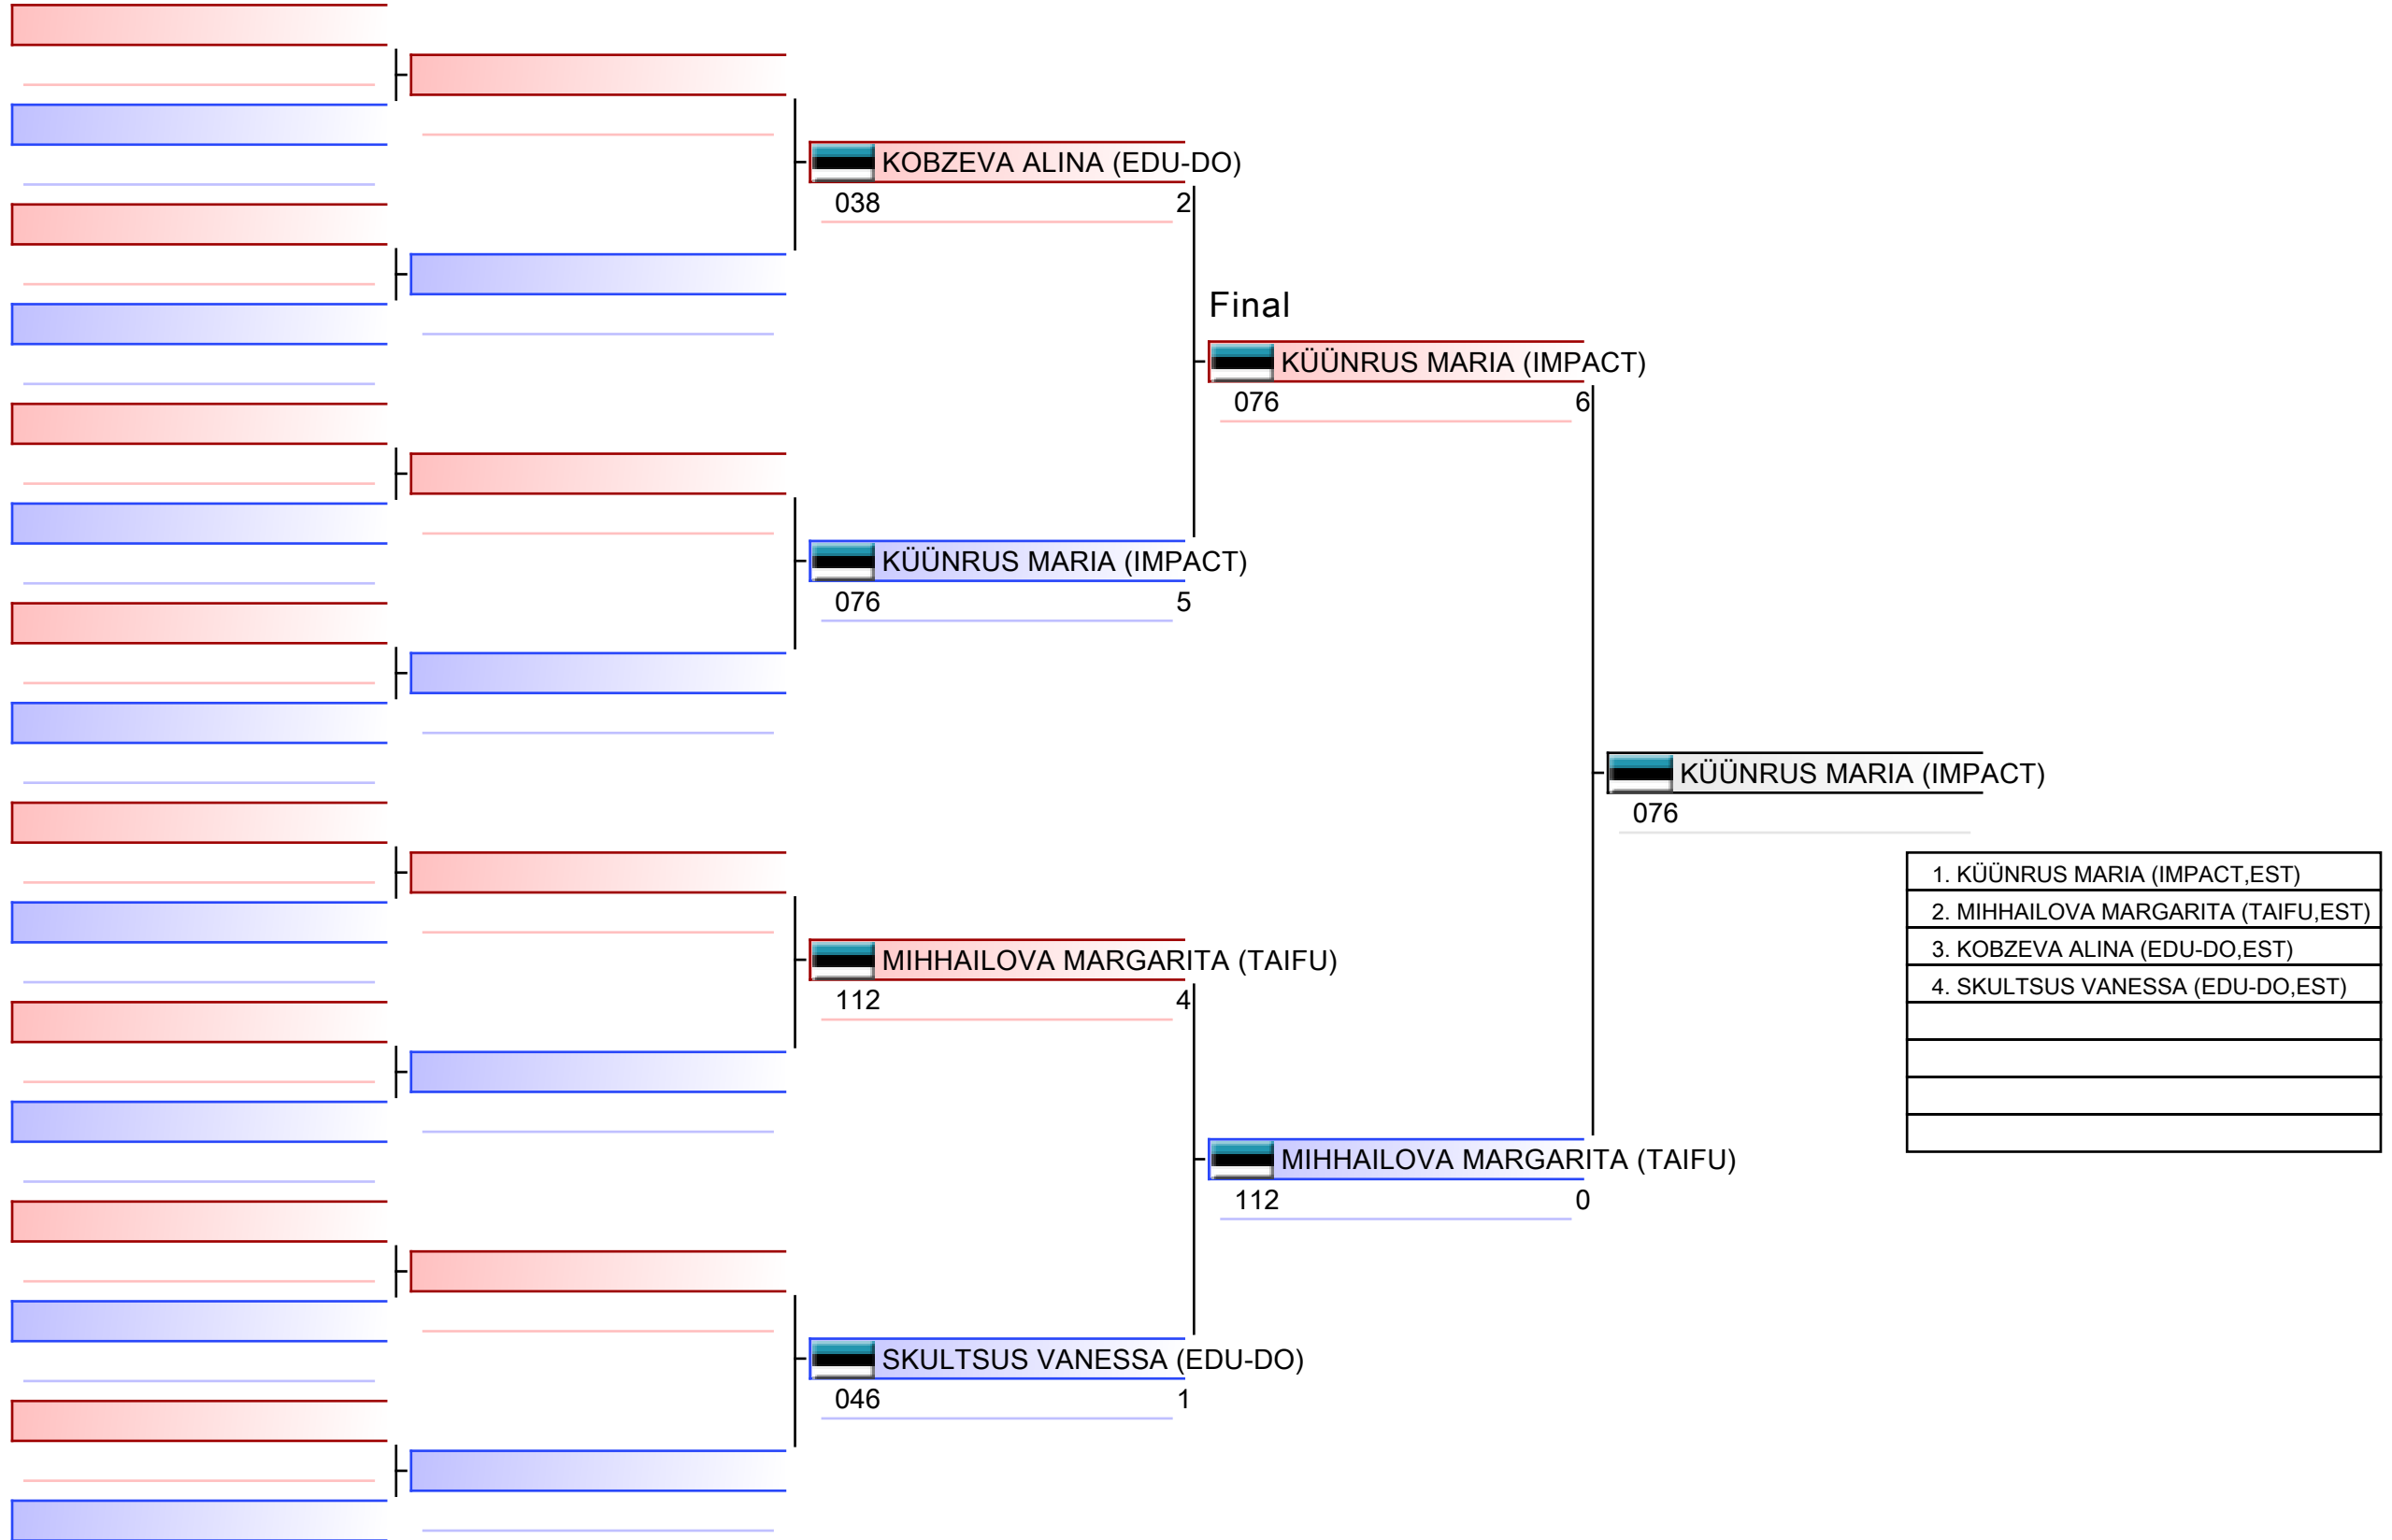 KOBZEVA ALINA (EDU-DO)
038 2
Final
KÜÜNRUS MARIA (IMPACT)
076 6
KÜÜNRUS MARIA (IMPACT)
076 5
KÜÜNRUS MARIA (IMPACT)
076
1. KÜÜNRUS MARIA (IMPACT,EST)
2. MIHHAILOVA MARGARITA (TAIFU,EST)
3. KOBZEVA ALINA (EDU-DO,EST)
4. SKULTSUS VANESSA (EDU-DO,EST)
MIHHAILOVA MARGARITA (TAIFU)
112 4
MIHHAILOVA MARGARITA (TAIFU)
112 0
SKULTSUS VANESSA (EDU-DO)
046 1